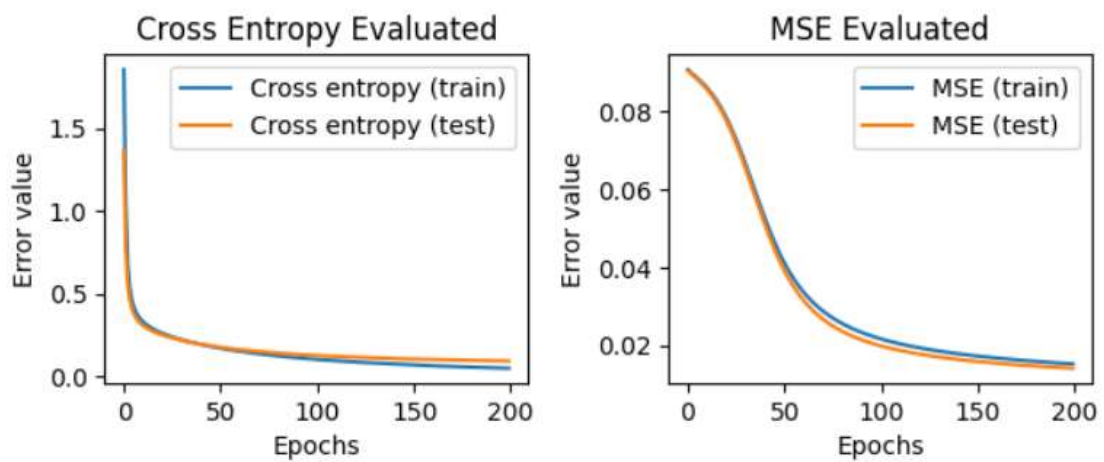 Cross Entropy Evaluated
Cross entropy (train)
Cross entropy (test)
Error value
1.5
1.0
0.5
0.0
0
50
100
150
200
Epochs
MSE Evaluated
MSE (train)
MSE (test)
Error value
0.08
0.06
0.04
0.02
0
50
100
150
200
Epochs